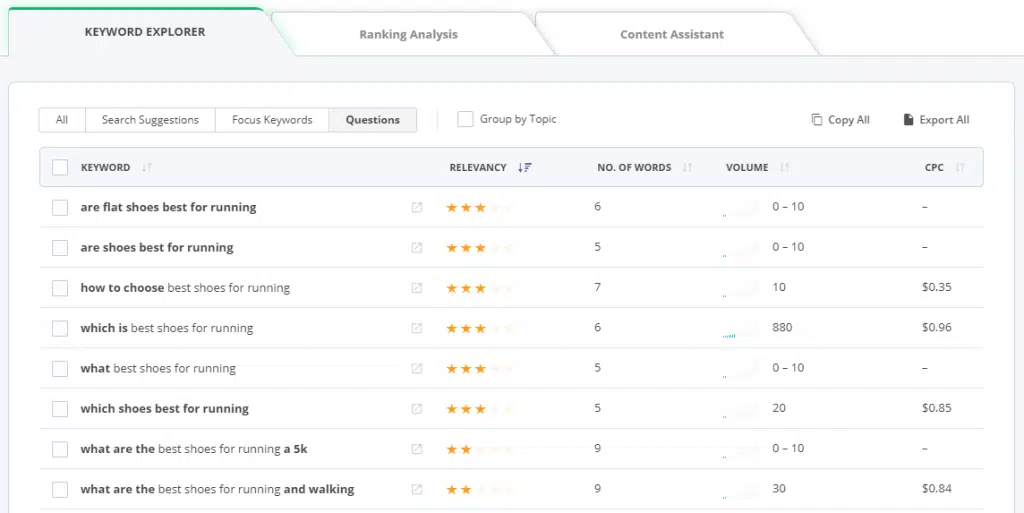 KEYWORD EXPLORER Ranking Analysis Content Assistant
All Search Suggestions Focus Keywords Questions Group by Topic Copy All Export All
KEYWORD RELEVANCY NO. OF WORDS VOLUME CPC
are flat shoes best for running 6 0 – 10 –
are shoes best for running 5 0 – 10 –
how to choose best shoes for running 7 10 $0.35
which is best shoes for running 6 880 $0.96
what best shoes for running 5 0 – 10 –
which shoes best for running 5 20 $0.85
what are the best shoes for running a 5k 9 0 – 10 –
what are the best shoes for running and walking 9 30 $0.84